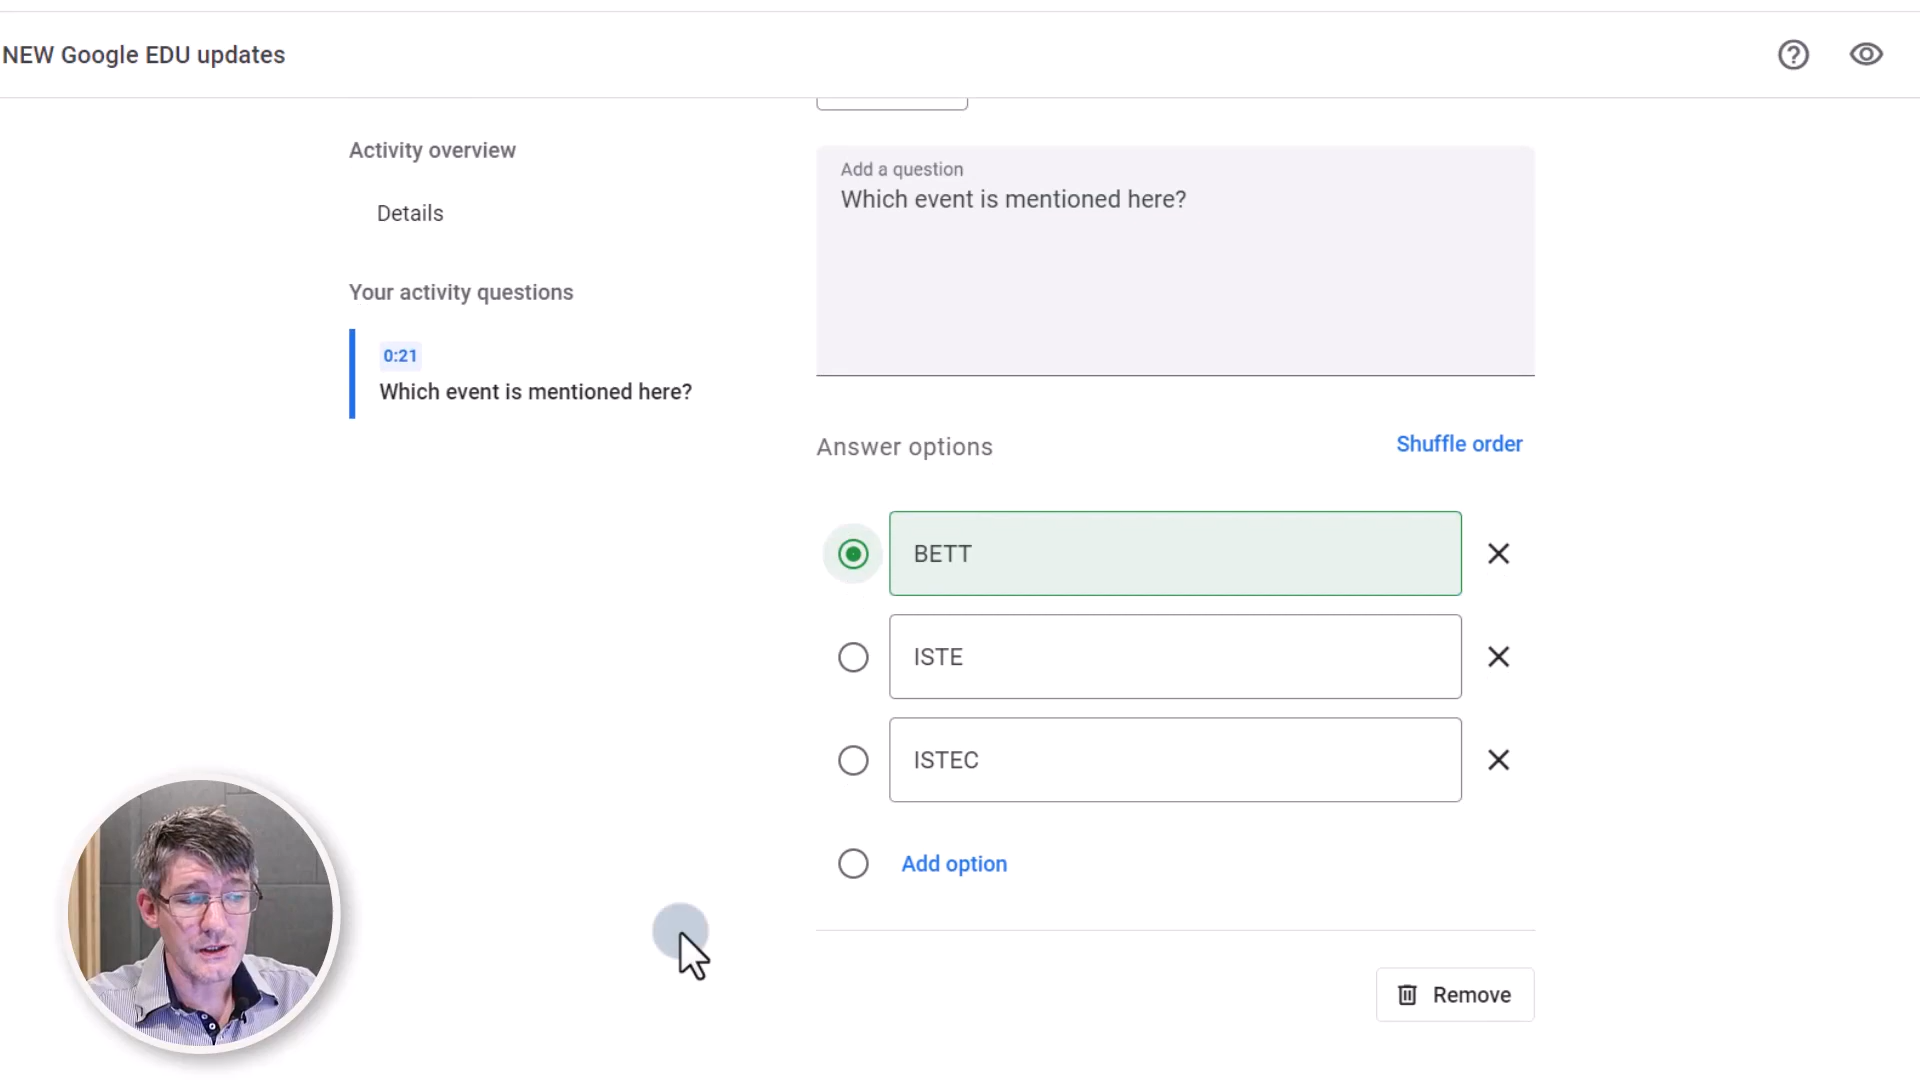 NEW Google EDU updates
Activity overview
Details
Your activity questions
0:21
Which event is mentioned here?
Add a question
Which event is mentioned here?
Answer options
Shuffle order
BETT
ISTE
ISTEC
Add option
Remove